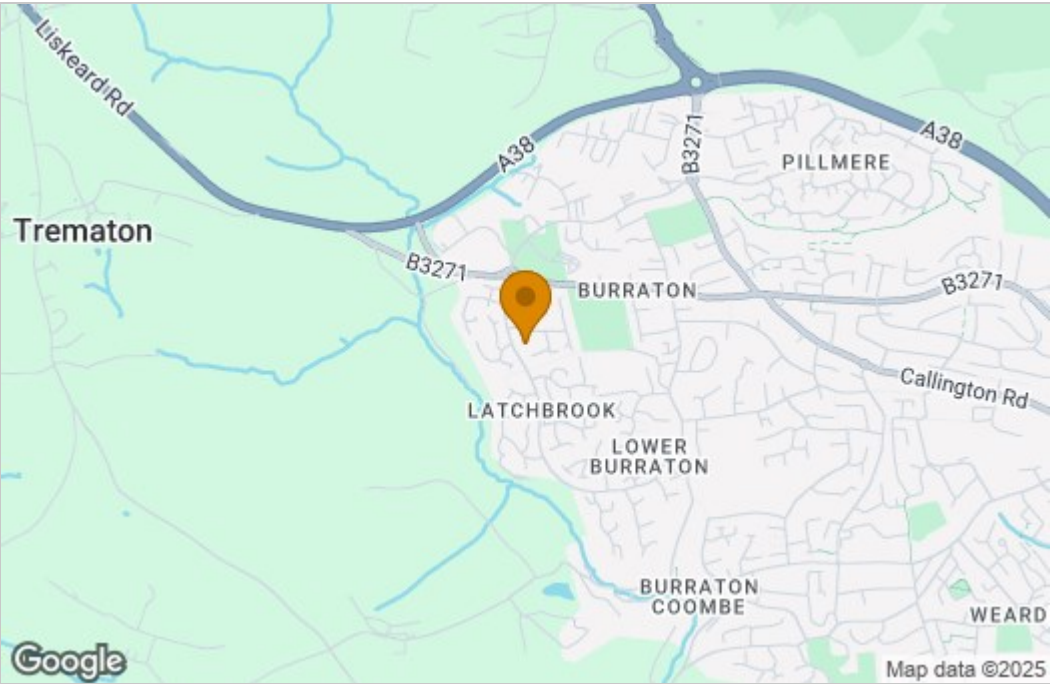 Liskeard Rd
A38
B3271
A38
PILLMERE
Trematon
B3271
BURRATON
B3271
Callington Rd
LATCHBROOK
LOWER
BURRATON
BURRATON
COOMBE
WEARD
Google
Map data ©2025